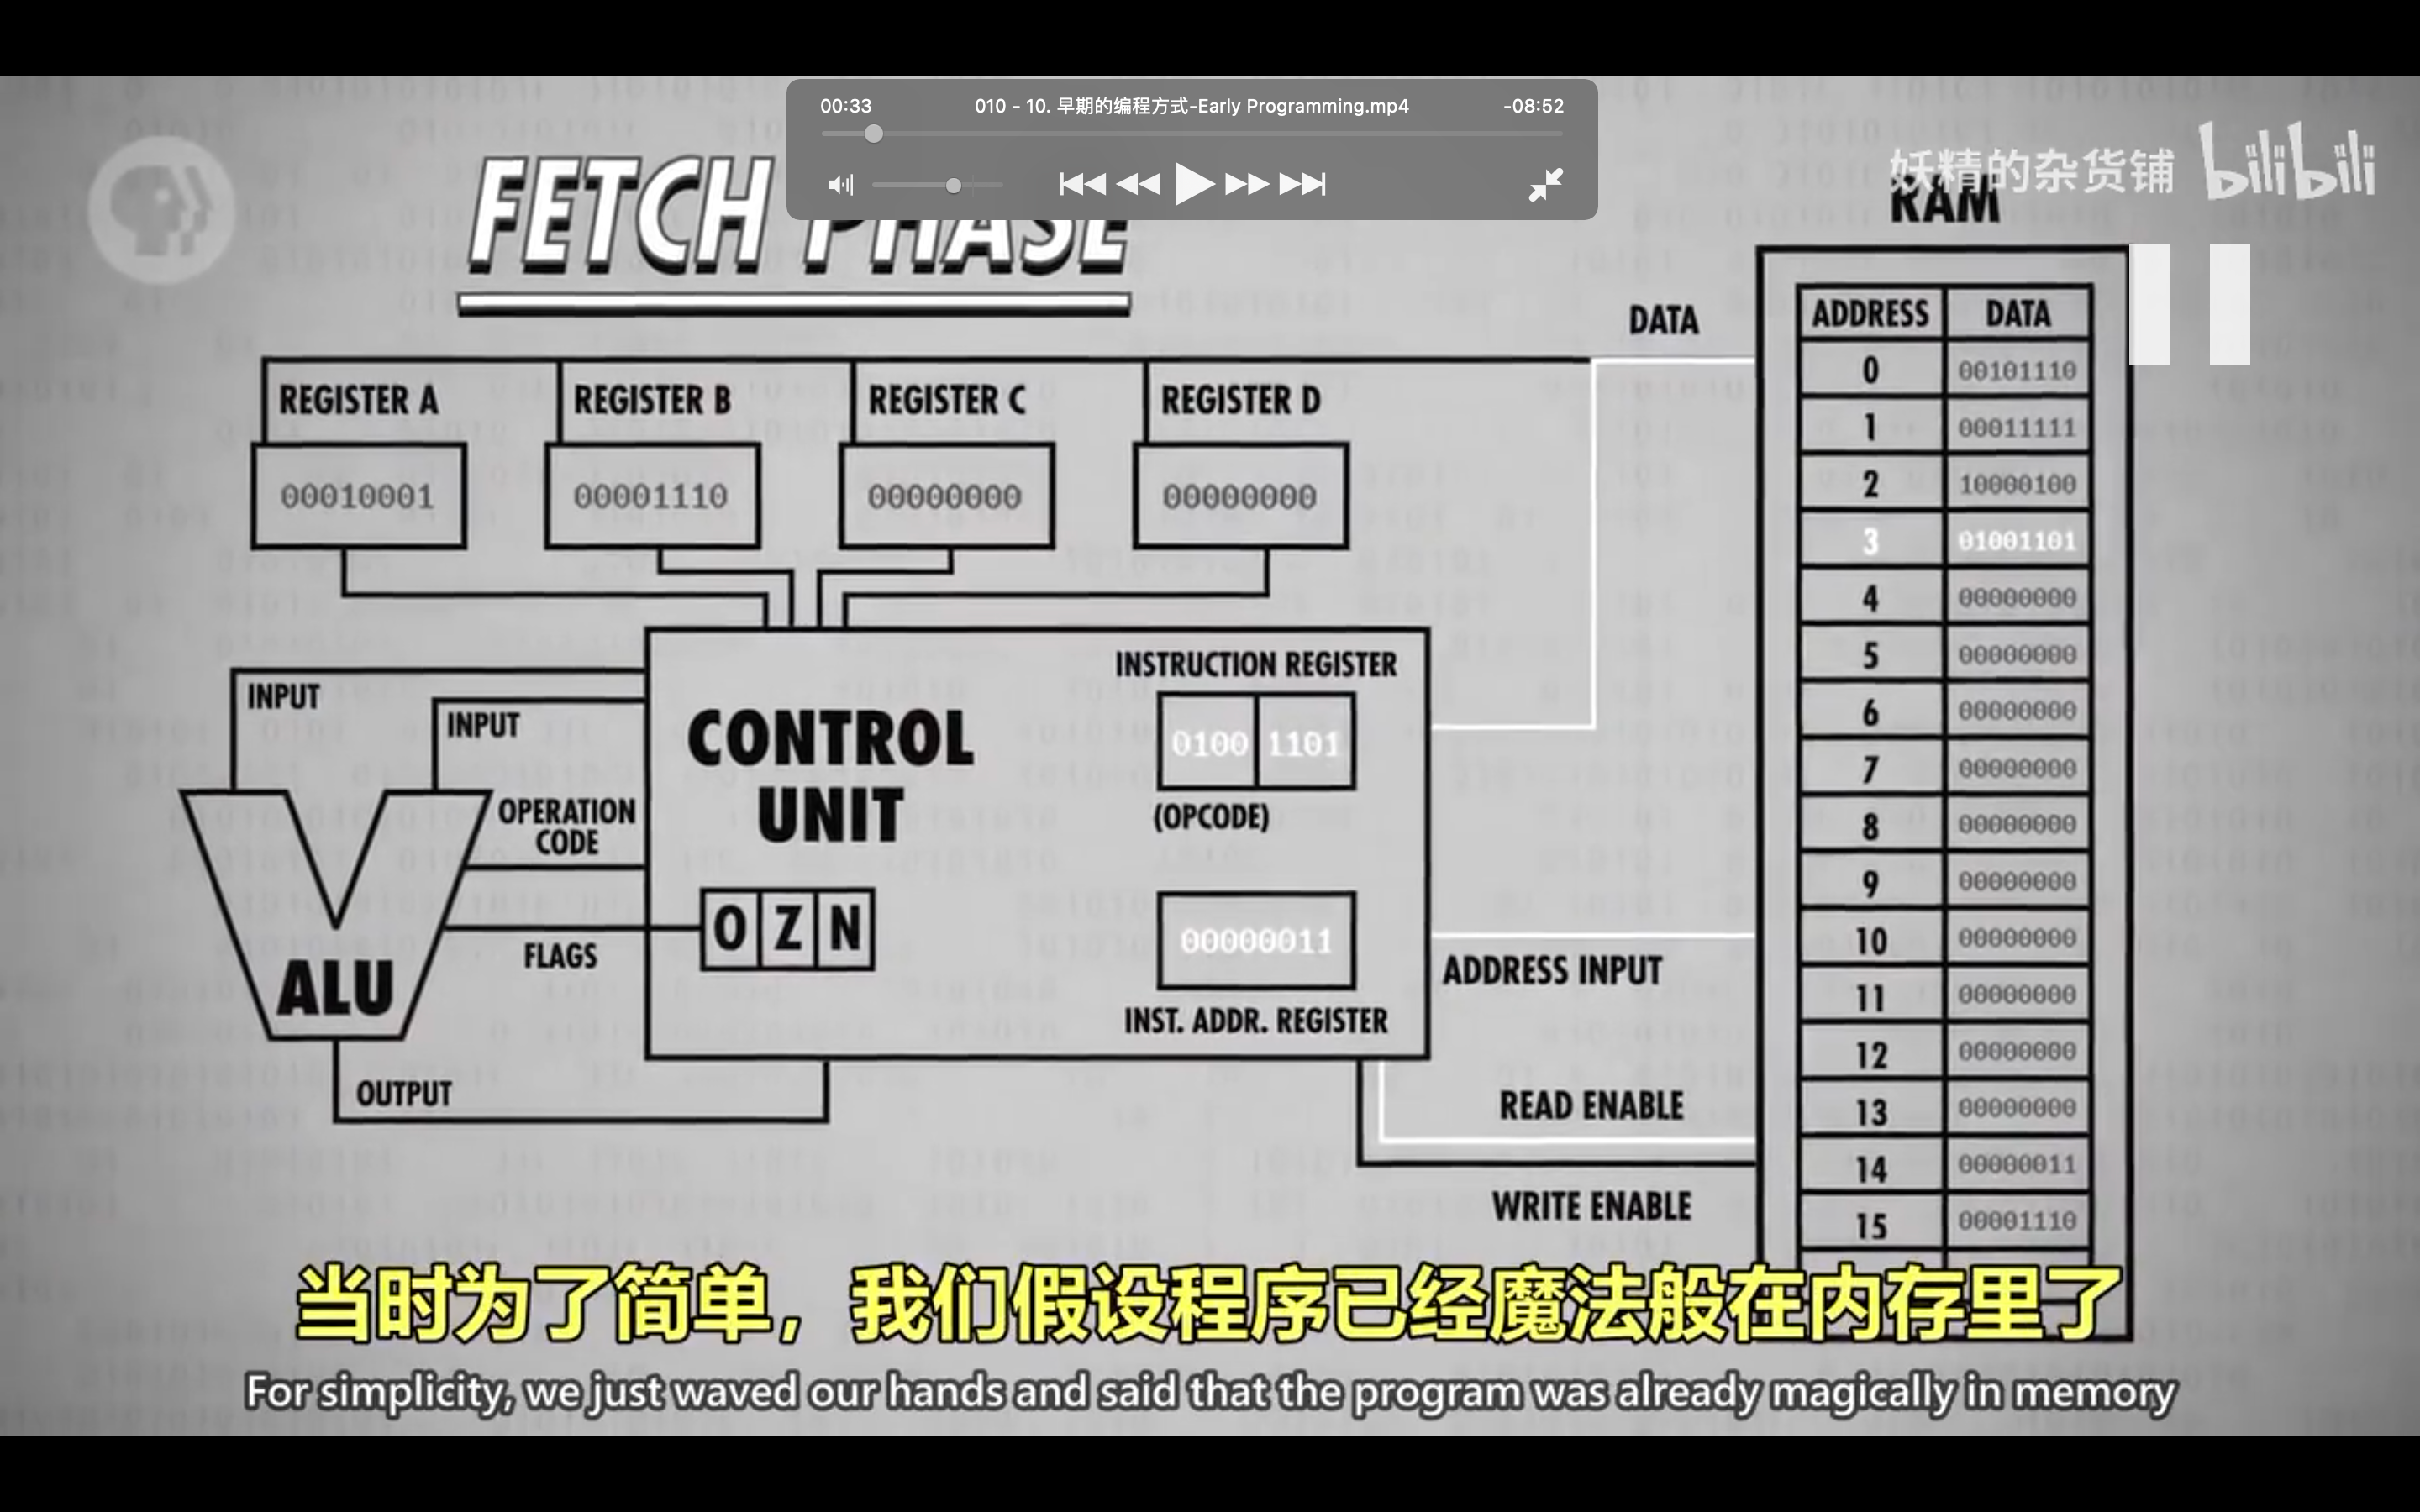 00:33 010 - 10. 早期的编程方式-Early Programming.mp4 -08:52
妖精的杂货铺 bilibili
FETCH PHASE
RAM
DATA
ADDRESS DATA
0 00101110
1 00011111
2 10000100
3 01001101
4 00000000
5 00000000
6 00000000
7 00000000
8 00000000
9 00000000
10 00000000
11 00000000
12 00000000
13 00000000
14 00000011
15 00001110
REGISTER A REGISTER B REGISTER C REGISTER D
00010001 00001110 00000000 00000000
INPUT
INPUT
OPERATION
CODE
FLAGS
ALU
OUTPUT
CONTROL
UNIT
O Z N
INSTRUCTION REGISTER
0100 1101
(OPCODE)
00000011
INST. ADDR. REGISTER
ADDRESS INPUT
READ ENABLE
WRITE ENABLE
当时为了简单，我们假设程序已经魔法般在内存里了
For simplicity, we just waved our hands and said that the program was already magically in memory